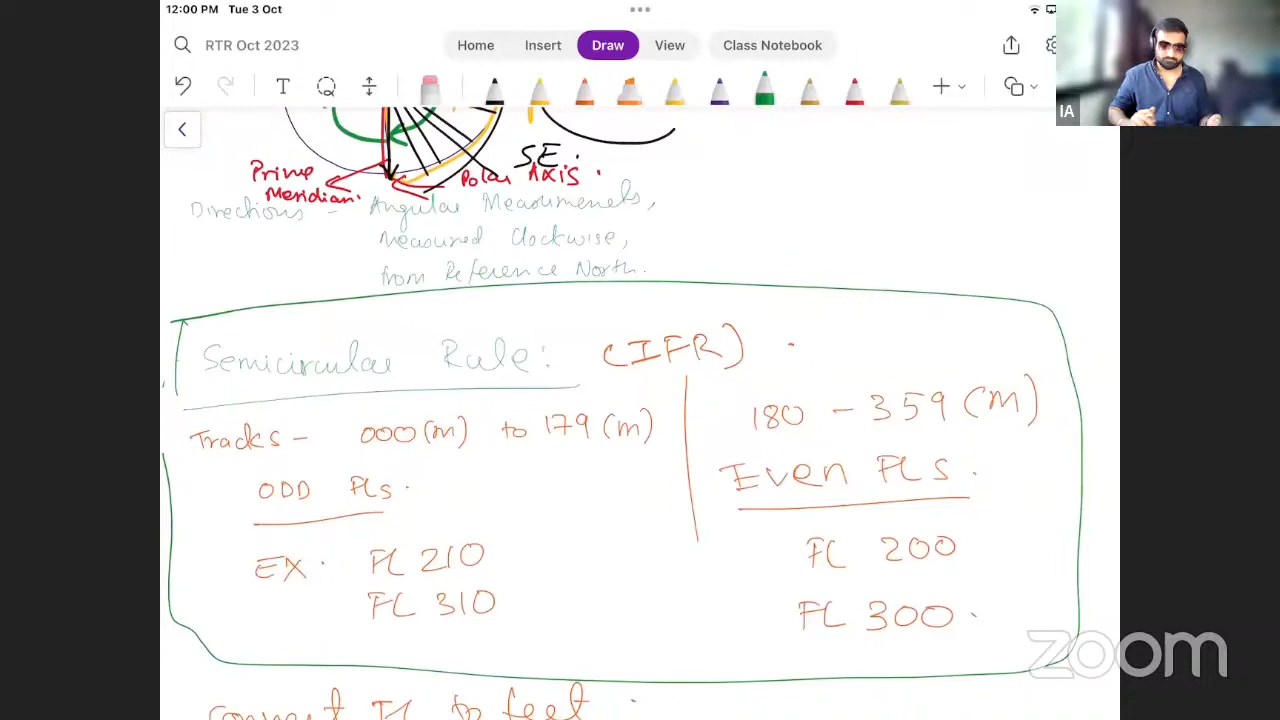 12:00 PM Tue 3 Oct
RTR Oct 2023
Home Insert Draw View Class Notebook
IA
SE.
Prime Meridian.
Polar Axis.
Directions - Angular Measurmenets,
Measured Clockwise,
from Reference North.
Semicircular Rule: (IFR)
Tracks - 000 (m) to 179 (m)
180 - 359 (m)
ODD FLs.
Even FLs.
EX. FL 210
FL 200
FL 310
FL 300.
convert FL to feet
zoom